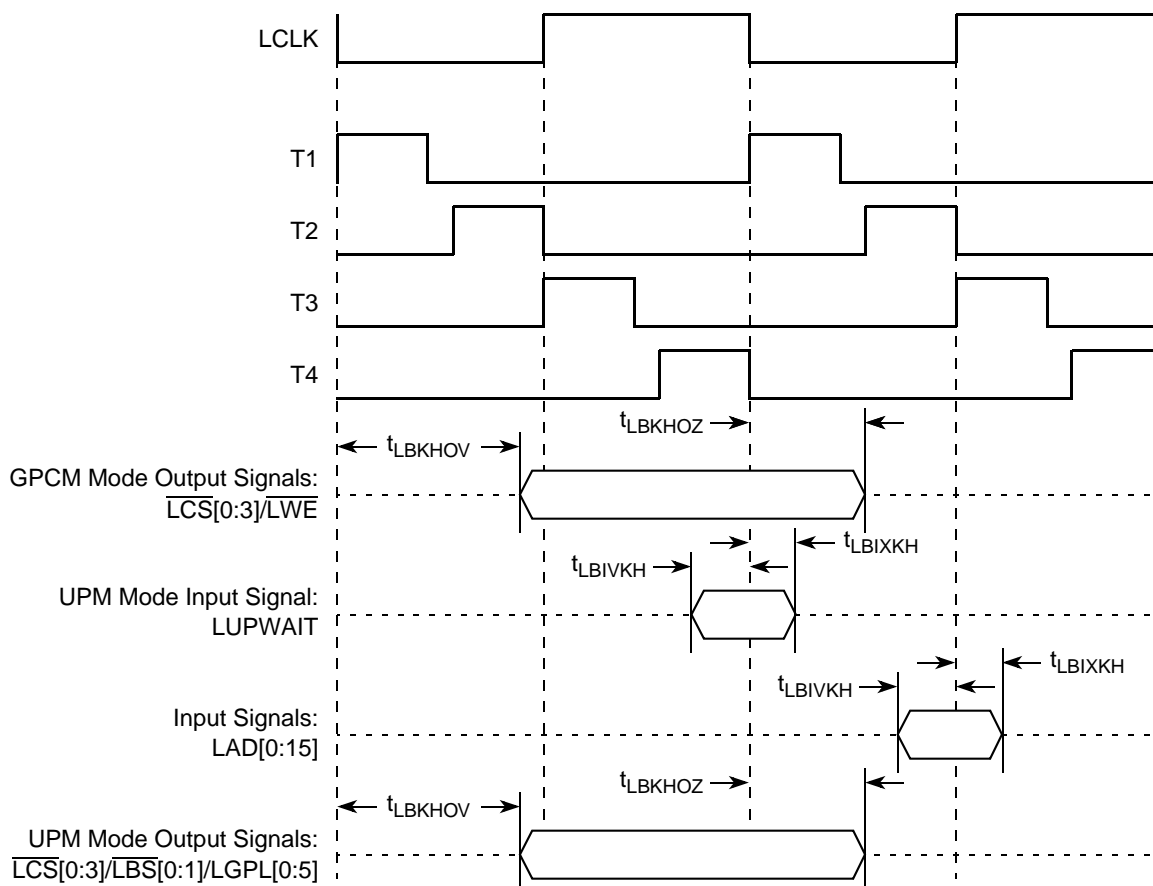 LCLK
T1
T2
T3
T4
tLBKHOZ
tLBKHOV
GPCM Mode Output Signals:
LCS[0:3]/LWE
tLBIXKH
tLBIVKH
UPM Mode Input Signal:
LUPWAIT
tLBIXKH
tLBIVKH
Input Signals:
LAD[0:15]
tLBKHOZ
tLBKHOV
UPM Mode Output Signals:
LCS[0:3]/LBS[0:1]/LGPL[0:5]